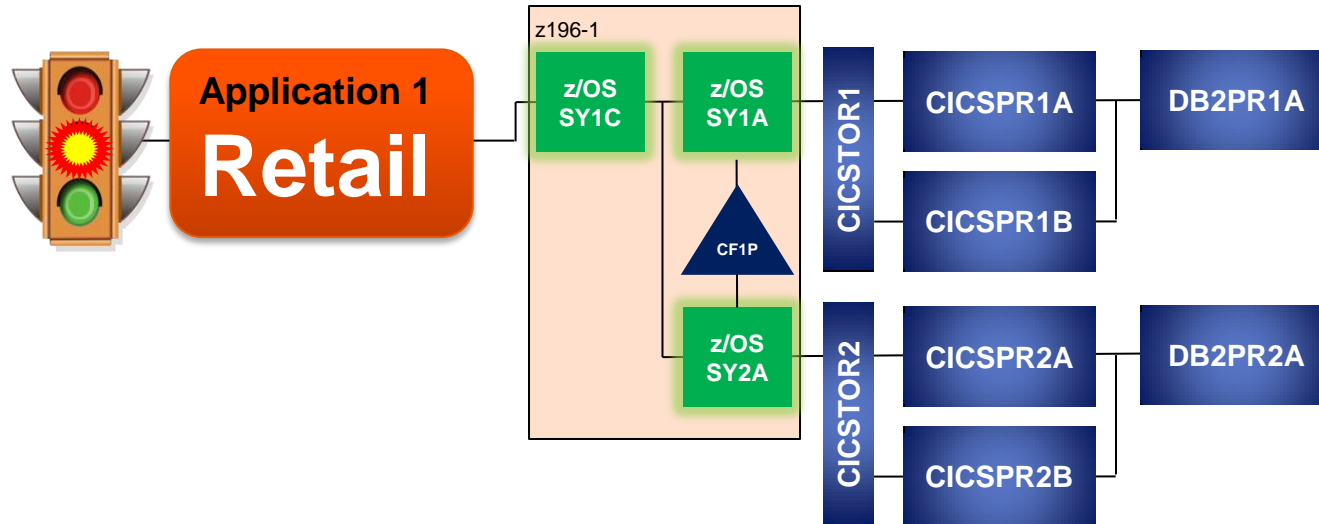 z196-1
Application 1
Retail
z/OS
SY1C
z/OS
SY1A
CICSTOR1
CICSPR1A
DB2PR1A
CICSPR1B
CF1P
z/OS
SY2A
CICSTOR2
CICSPR2A
DB2PR2A
CICSPR2B